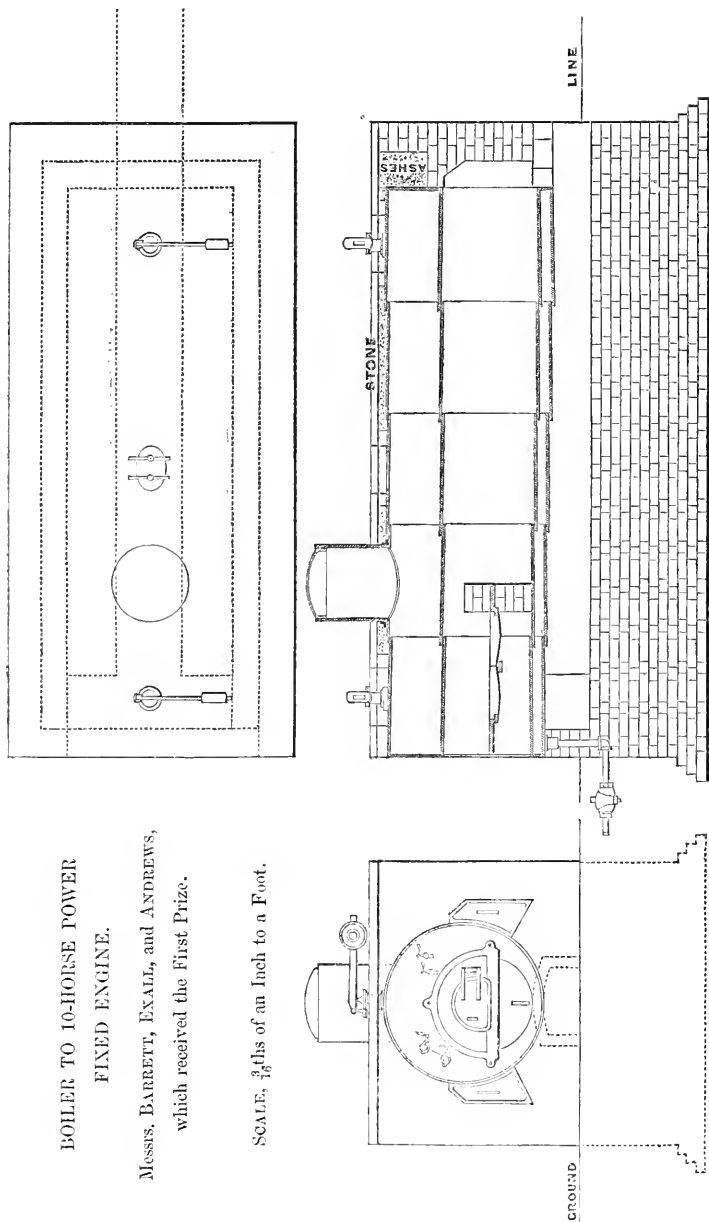 BOILER TO 10-HORSE POWER
FIXED ENGINE.
Messrs. BARRETT, EXALL, and ANDREWS,
which received the First Prize.
SCALE, 3/16ths of an Inch to a Foot.
STONE
ASHES
GROUND
LINE